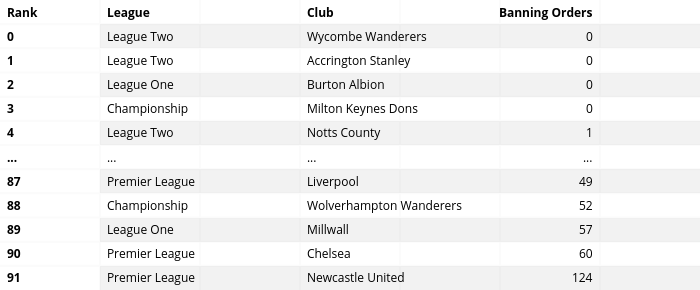 Rank League Club Banning Orders
0 League Two Wycombe Wanderers 0
1 League Two Accrington Stanley 0
2 League One Burton Albion 0
3 Championship Milton Keynes Dons 0
4 League Two Notts County 1
... ... ... ...
87 Premier League Liverpool 49
88 Championship Wolverhampton Wanderers 52
89 League One Millwall 57
90 Premier League Chelsea 60
91 Premier League Newcastle United 124